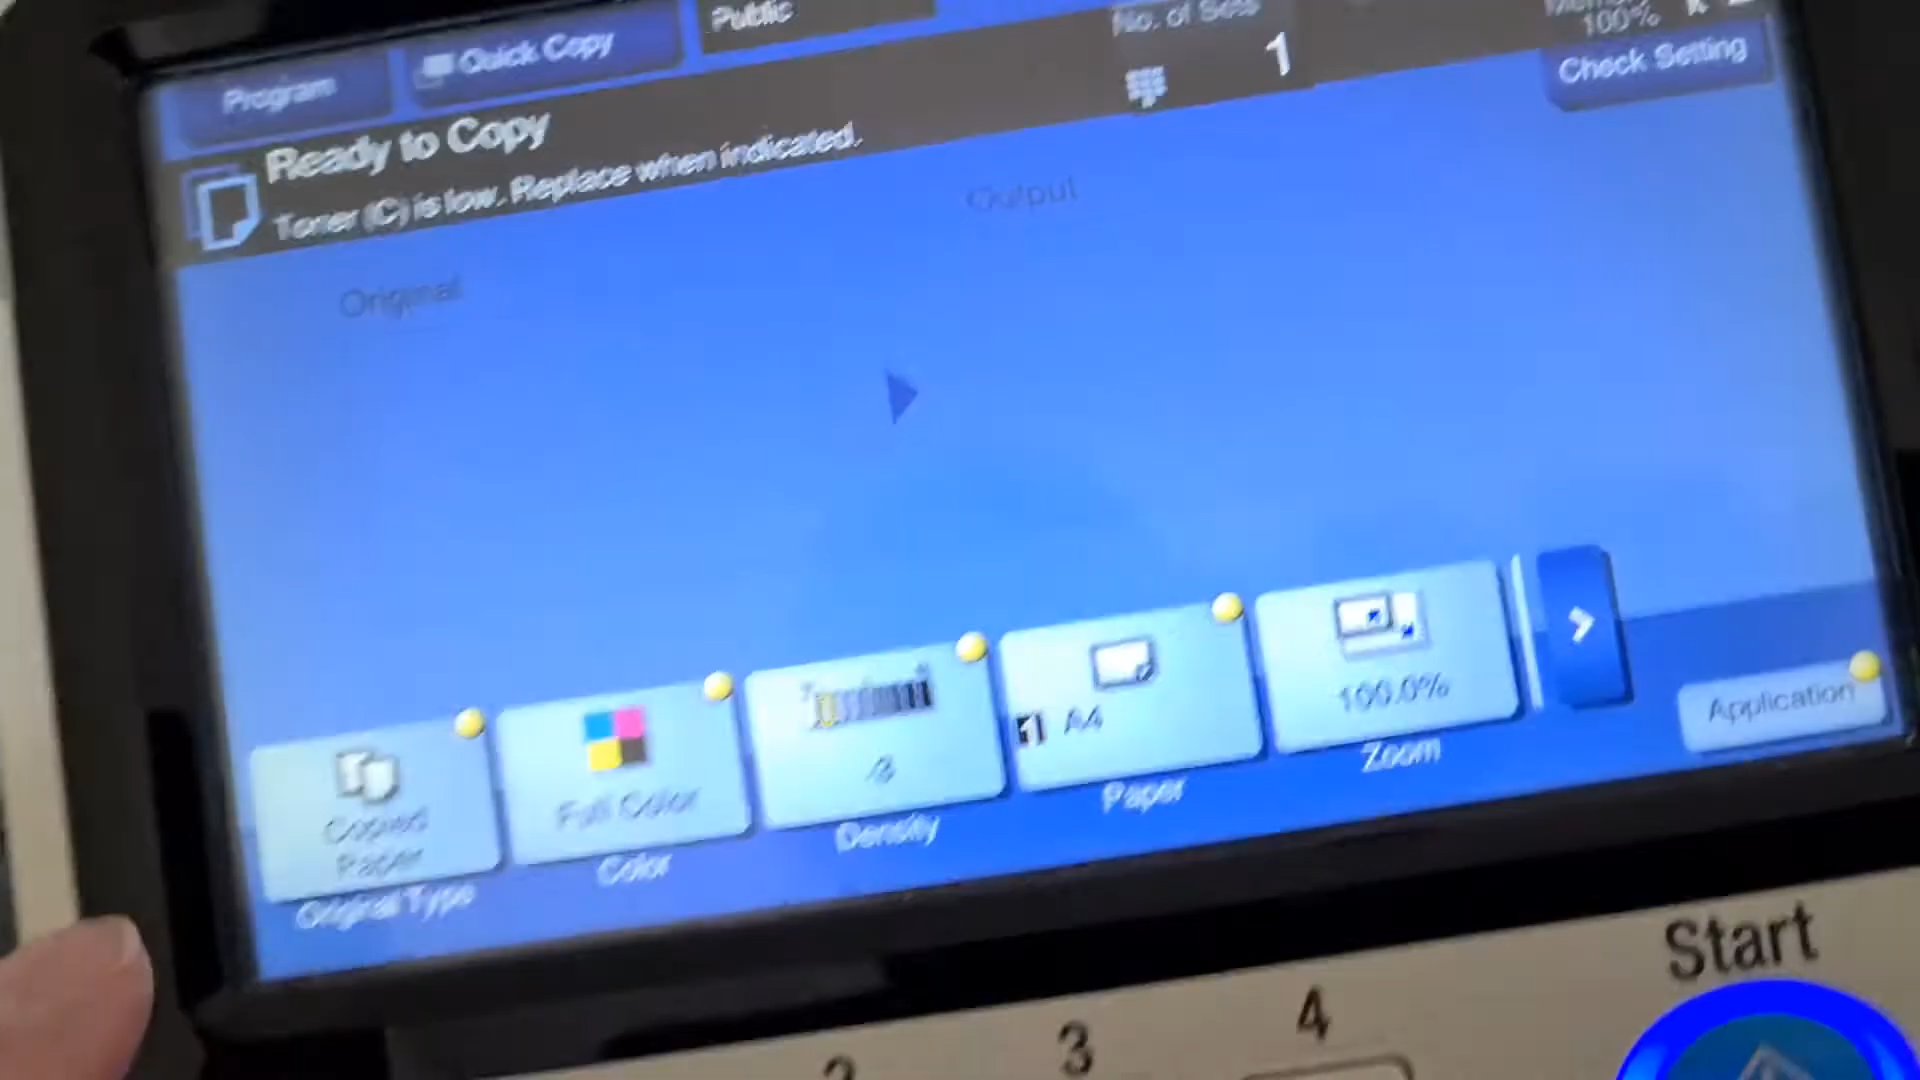 Public
No. of Sets
100%
Program
Quick Copy
1
Check Setting
Ready to Copy
Toner (C) is low. Replace when indicated.
Output
Original
100.0%
Application
1 A4
Zoom
Full Color
Paper
Copied
Paper
Density
Color
Original Type
Start
4
3
2